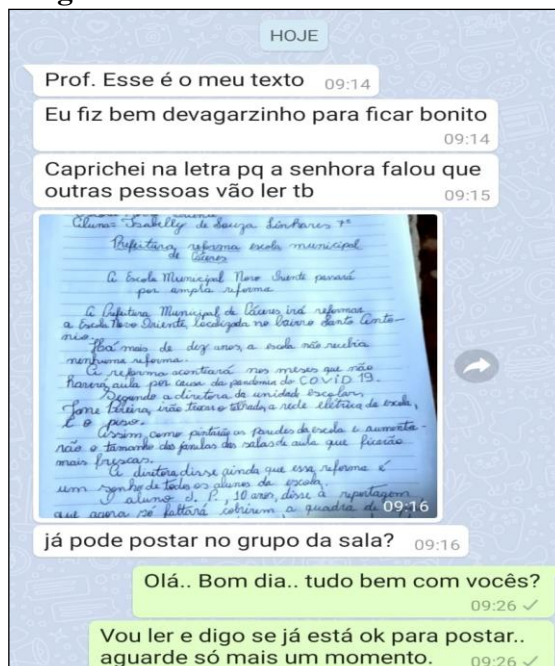 HOJE
Prof. Esse é o meu texto 09:14
Eu fiz bem devagarzinho para ficar bonito
09:14
Caprichei na letra pq a senhora falou que
outras pessoas vão ler tb 09:15
Aluna: Isabelly de Souza Linhares 7º
Prefeitura reforma escola municipal
de Cáceres
A Escola Municipal Novo Oriente passará
por ampla reforma
A Prefeitura Municipal de Cáceres irá reformar
a Escola Novo Oriente, localizada no bairro Santo Antô-
nio.
Há mais de dez anos, a escola não recebia
nenhuma reforma.
A reforma acontecerá nos meses que não
haverá aula por causa da pandemia do COVID 19.
Segundo a diretora da unidade escolar,
Jane irão trocar o telhado, a rede elétrica da escola,
e o piso.
Assim como pintarão as paredes da escola e aumenta-
rão o tamanho das janelas das salas de aula que ficarão
mais frescas.
A diretora disse ainda que essa reforma é
um sonho de todos os alunos da escola.
O aluno J. P., 10 anos, disse à reportagem
que agora só faltará cobrirem a quadra de
09:16
já pode postar no grupo da sala? 09:16
Olá.. Bom dia.. tudo bem com vocês?
09:26
Vou ler e digo se já está ok para postar..
aguarde só mais um momento. 09:26